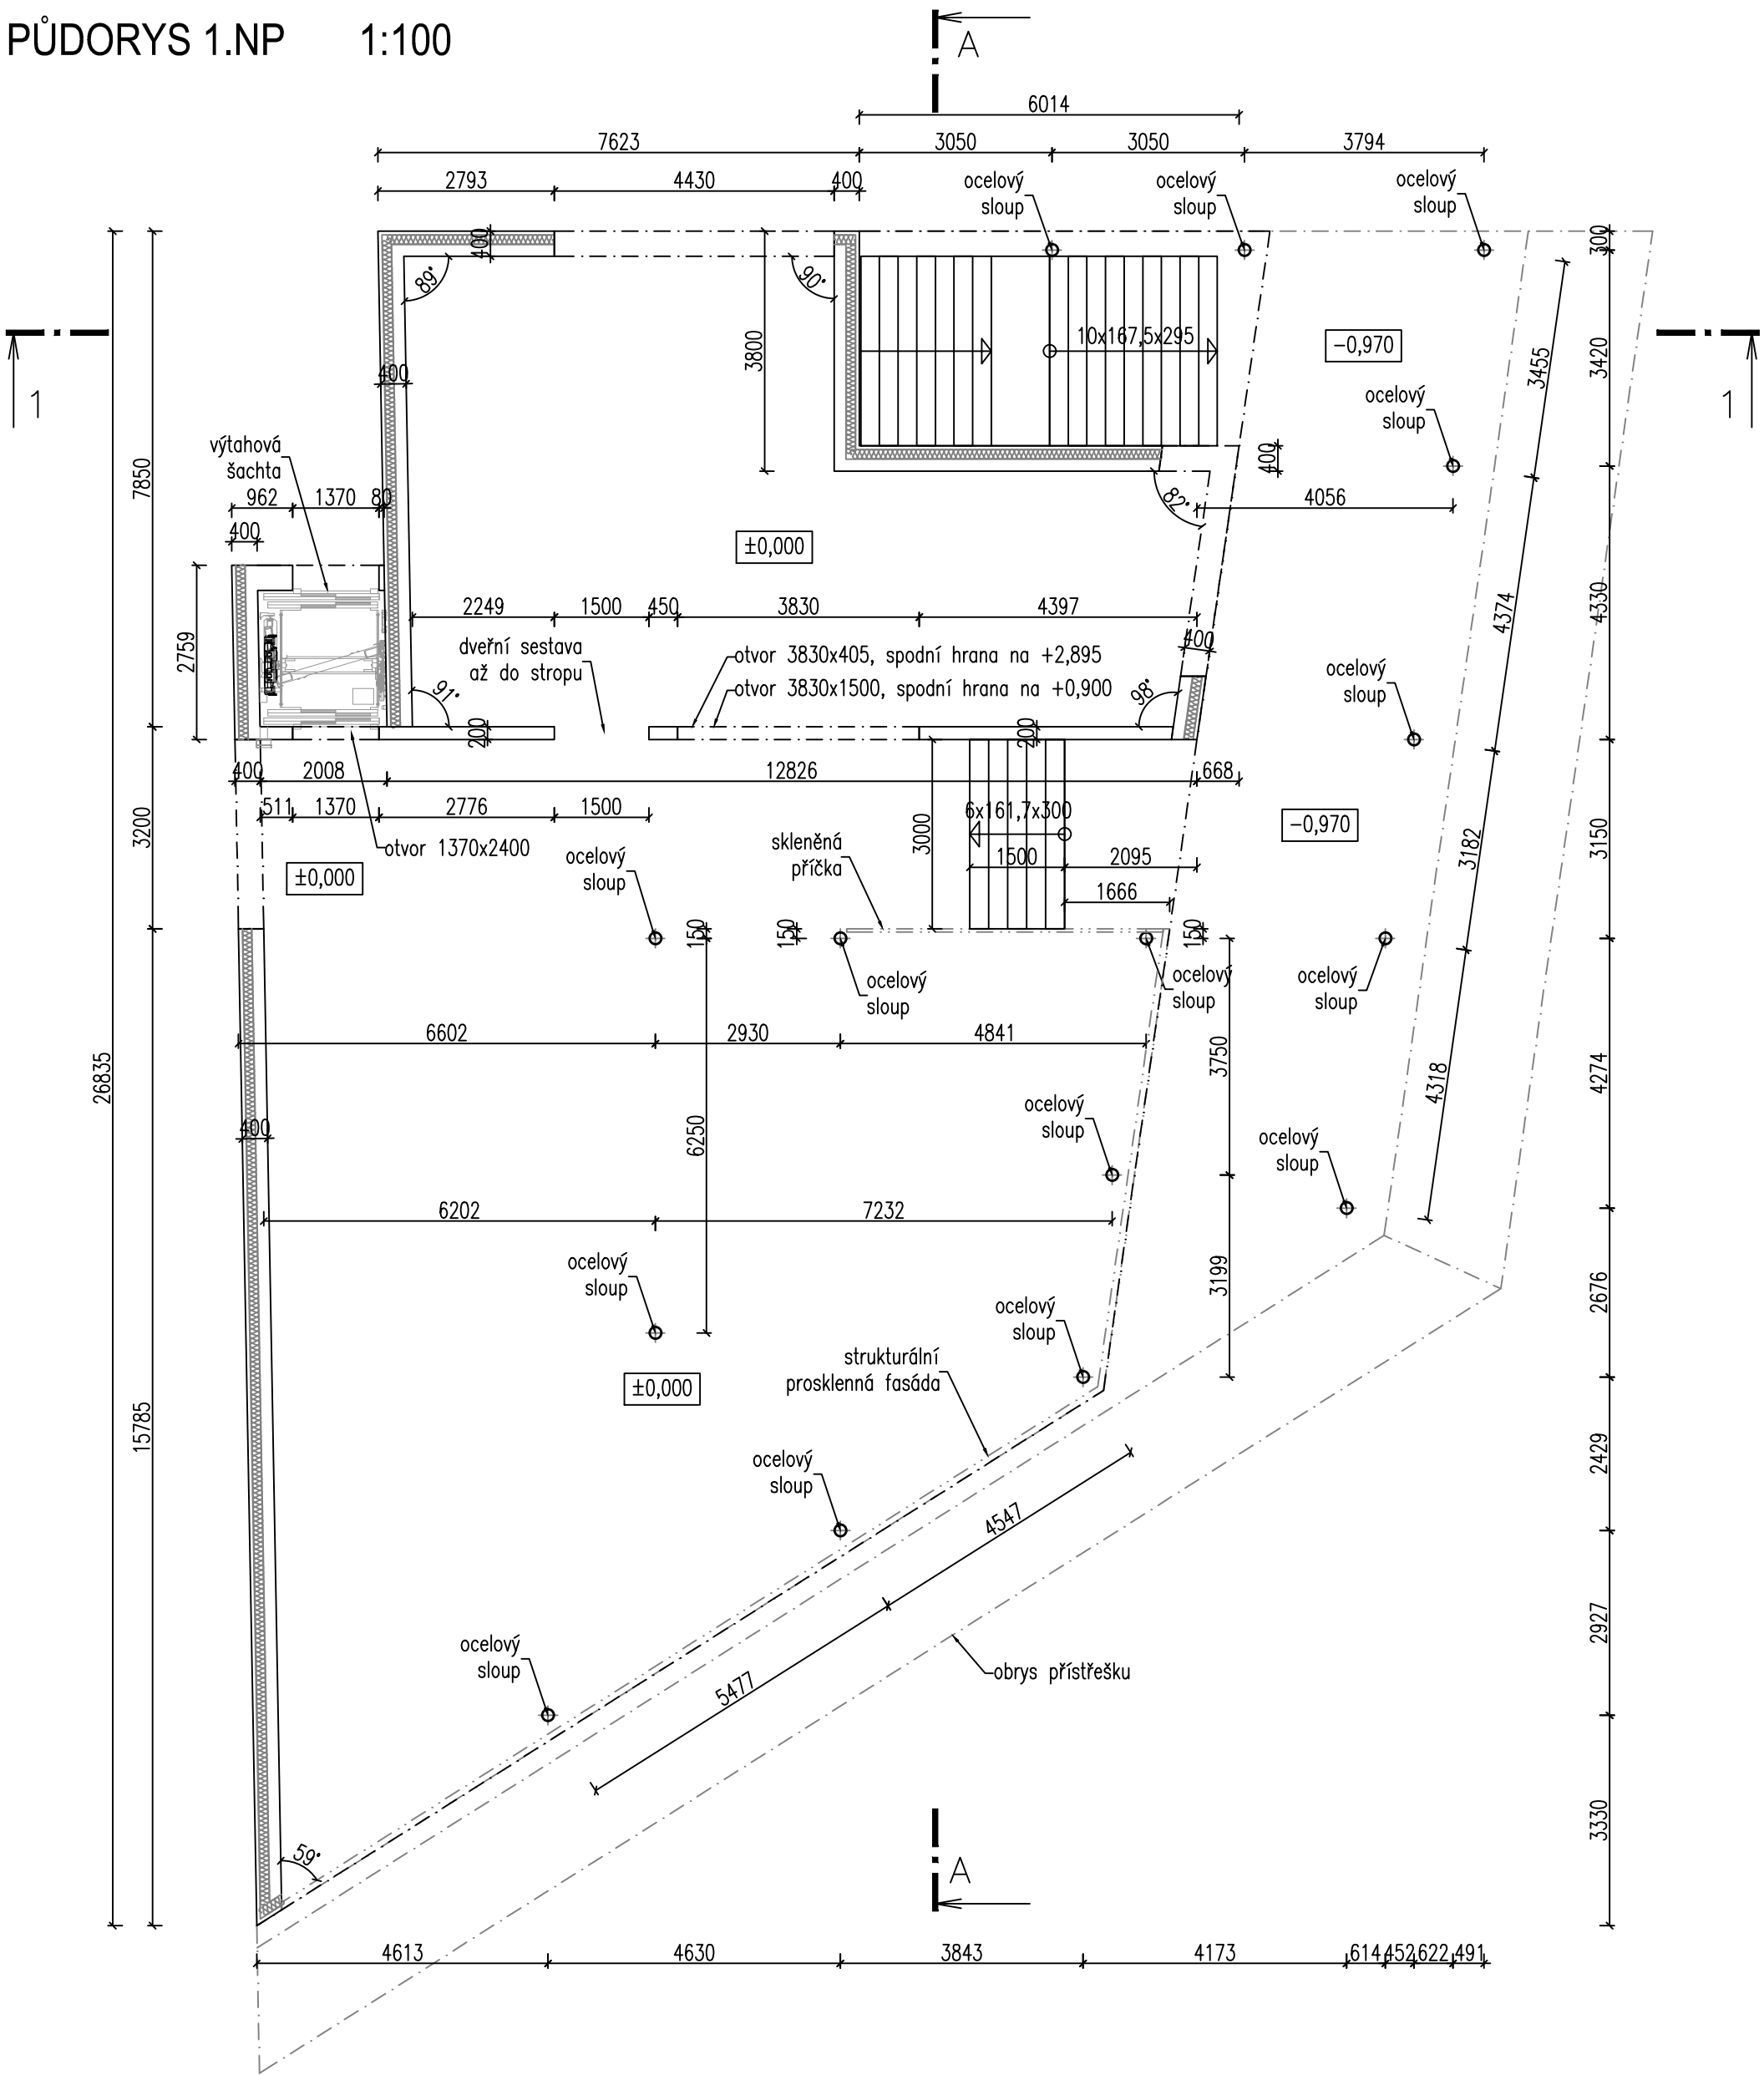 PŮDORYS 1.NP 1:100
A
6014
7623 3050 3050 3794
2793 4430 400
ocelový
sloup
ocelový
sloup
ocelový
sloup
400
300
89°
90°
3800
10x167,5x295
-0,970
3455
3420
1
1
400
ocelový
sloup
výtahová
šachta
7850
962 1370 80
400
400
82°
4056
±0,000
2759
2249 1500 450 3830 4397
4374
4330
dveřní sestava
až do stropu
otvor 3830x405, spodní hrana na +2,895
otvor 3830x1500, spodní hrana na +0,900
400
ocelový
sloup
91°
98°
200
200
400 2008 12826 668
511 1370 2776 1500
6x161,7x300
-0,970
3200
3000
3182
3150
otvor 1370x2400
skleněná
příčka
1500 2095
±0,000
ocelový
sloup
1666
150
150
150
ocelový
sloup
ocelový
sloup
ocelový
sloup
6602 2930 4841
26835
3750
4318
4274
400
6250
ocelový
sloup
ocelový
sloup
6202 7232
ocelový
sloup
3199
2676
ocelový
sloup
strukturální
prosklenná fasáda
±0,000
15785
2429
ocelový
sloup
4547
2927
ocelový
sloup
5477
obrys přístřešku
59°
3330
A
4613 4630 3843 4173 614 452 622 491